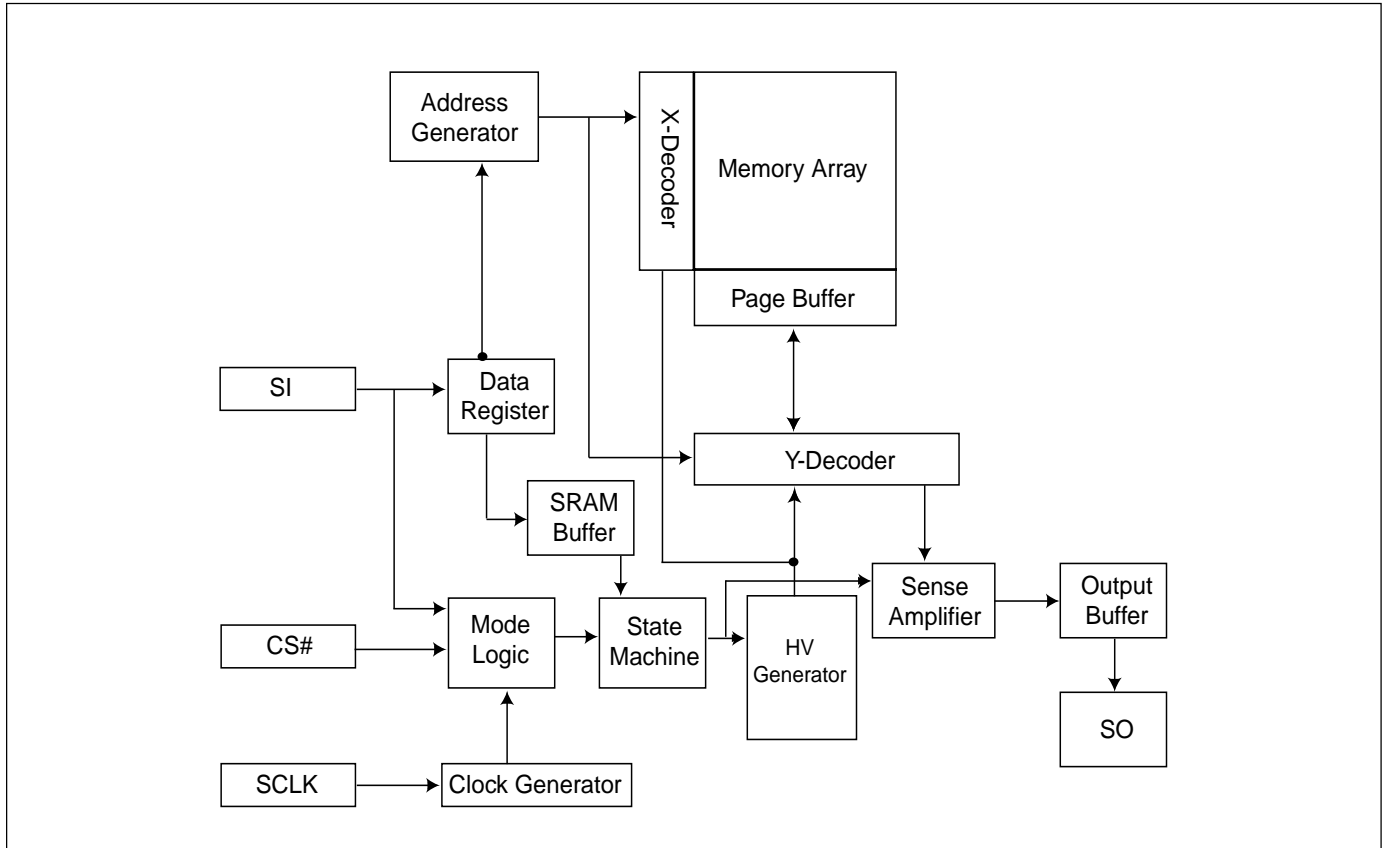 Address
Generator
X-Decoder
Memory Array
Page Buffer
SI
Data
Register
Y-Decoder
SRAM
Buffer
Sense
Amplifier
Output
Buffer
CS#
Mode
Logic
State
Machine
HV
Generator
SO
SCLK
Clock Generator